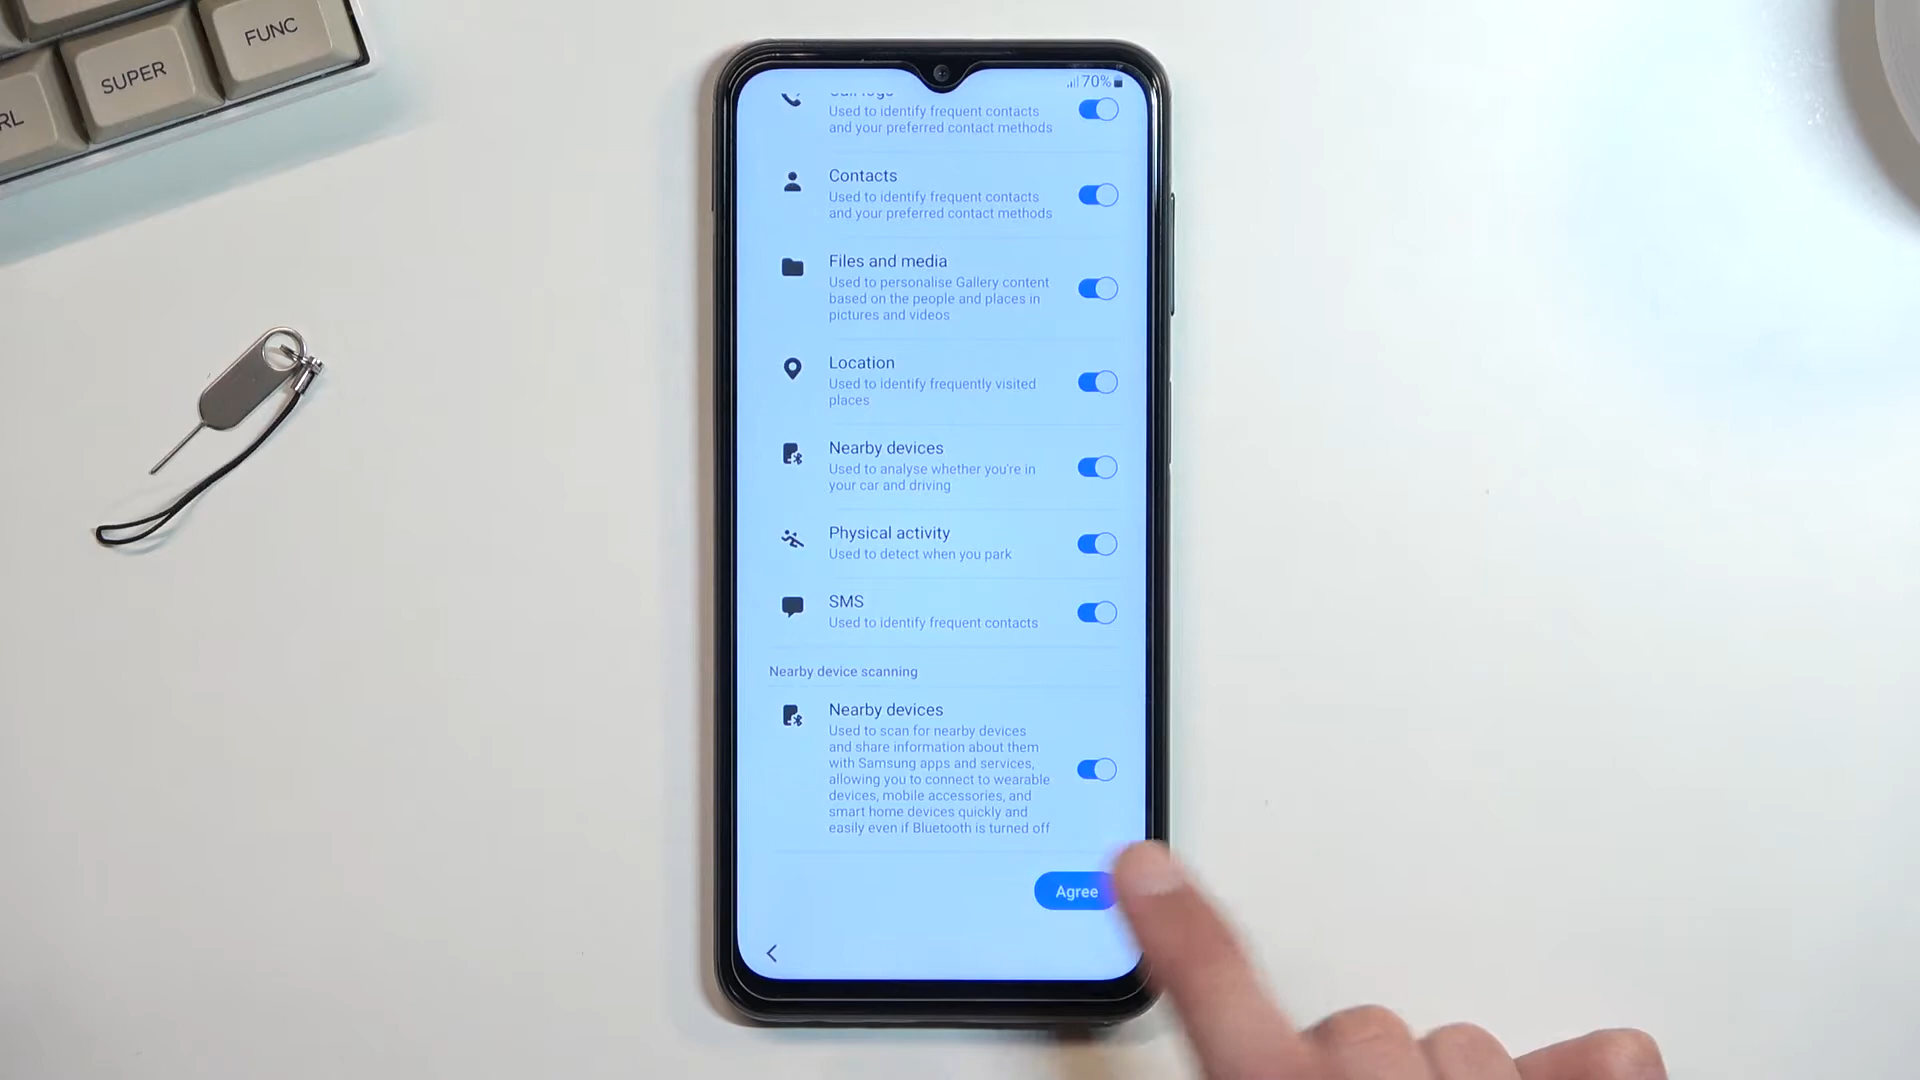 FUNC
SUPER
RL
70%
Used to identify frequent contacts
and your preferred contact methods
Contacts
Used to identify frequent contacts
and your preferred contact methods
Files and media
Used to personalise Gallery content
based on the people and places in
pictures and videos
Location
Used to identify frequently visited
places
Nearby devices
Used to analyse whether you're in
your car and driving
Physical activity
Used to detect when you park
SMS
Used to identify frequent contacts
Nearby device scanning
Nearby devices
Used to scan for nearby devices
and share information about them
with Samsung apps and services,
allowing you to connect to wearable
devices, mobile accessories, and
smart home devices quickly and
easily even if Bluetooth is turned off
Agree